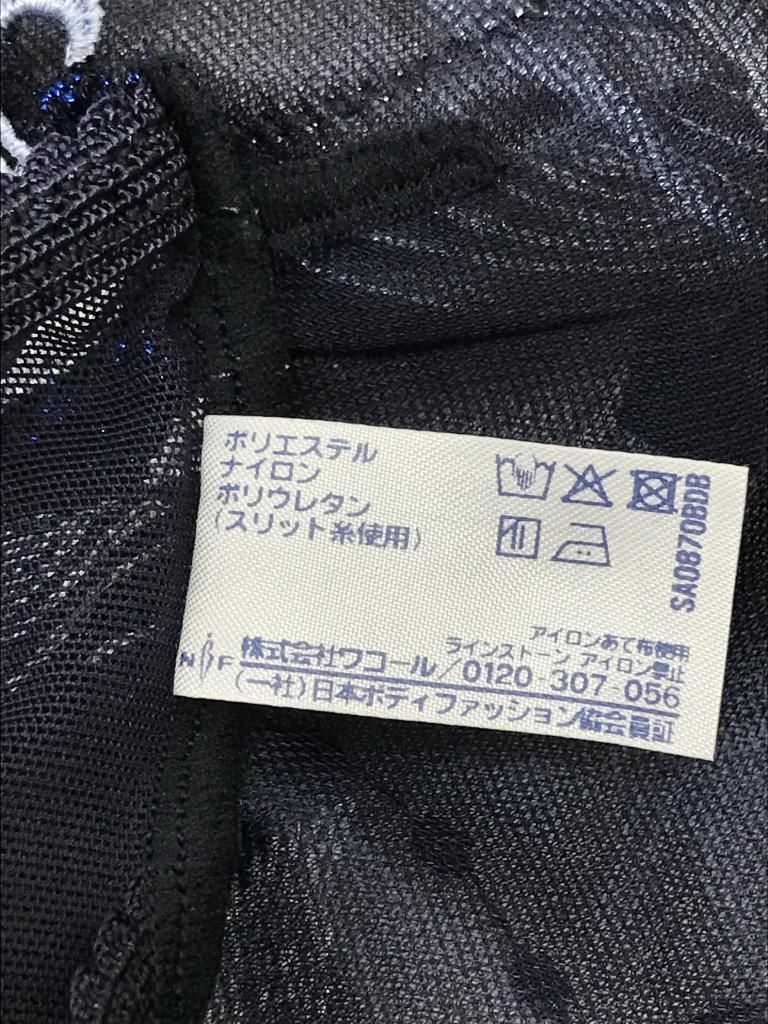 ポリエステル
ナイロン
ポリウレタン
(スリット糸使用)
SA0870BDB
アイロンあて布使用
ラインストーン アイロン禁止
NBF
株式会社ワコール/0120-307-056
(一社)日本ボディファッション協会員証